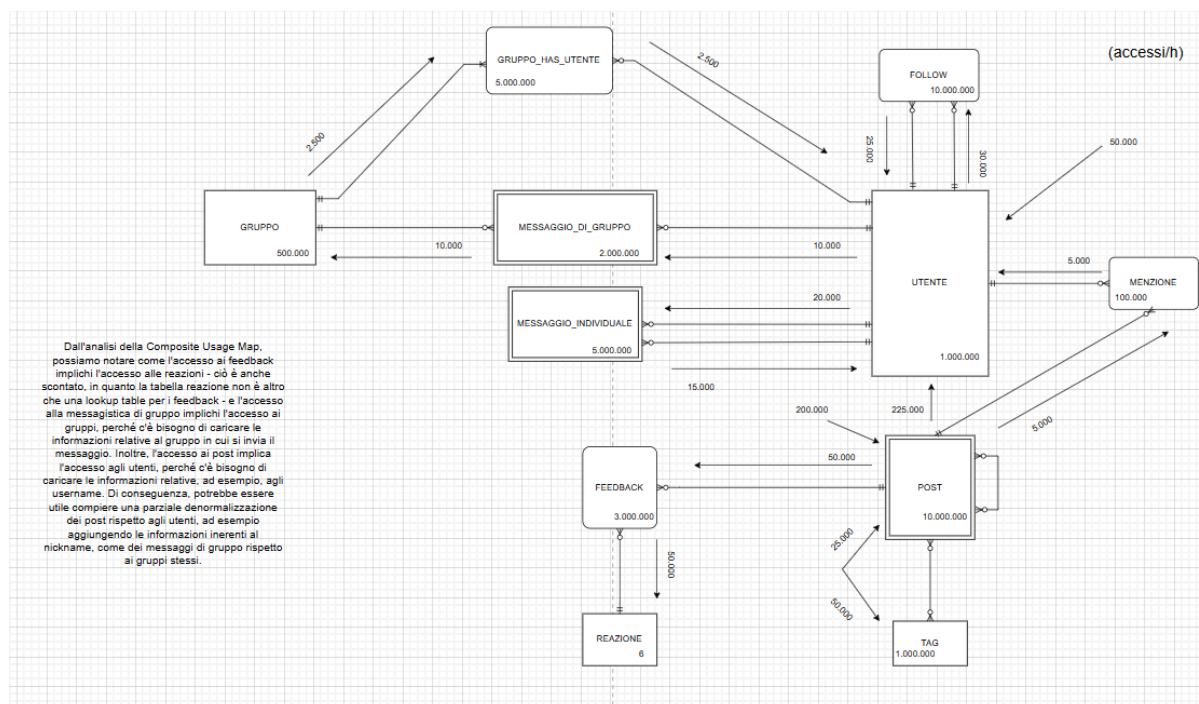 (accessi/h)
GRUPPO_HAS_UTENTE
5.000.000
2.500
2.500
FOLLOW
10.000.000
25.000
30.000
50.000
GRUPPO
500.000
10.000
MESSAGGIO_DI_GRUPPO
2.000.000
10.000
UTENTE
1.000.000
5.000
MENZIONE
100.000
20.000
MESSAGGIO_INDIVIDUALE
5.000.000
15.000
Dall'analisi della Composite Usage Map,
possiamo notare come l'accesso ai feedback
implichi l'accesso alle reazioni - ciò è anche
scontato, in quanto la tabella reazione non è altro
che una lookup table per i feedback - e l'accesso
alla messagistica di gruppo implichi l'accesso ai
gruppi, perché c'è bisogno di caricare le
informazioni relative al gruppo in cui si invia il
messaggio. Inoltre, l'accesso ai post implica
l'accesso agli utenti, perché c'è bisogno di
caricare le informazioni relative, ad esempio, agli
username. Di conseguenza, potrebbe essere
utile compiere una parziale denormalizzazione
dei post rispetto agli utenti, ad esempio
aggiungendo le informazioni inerenti al
nickname, come dei messaggi di gruppo rispetto
ai gruppi stessi.
200.000
225.000
5.000
50.000
FEEDBACK
3.000.000
POST
10.000.000
50.000
25.000
50.000
REAZIONE
6
TAG
1.000.000